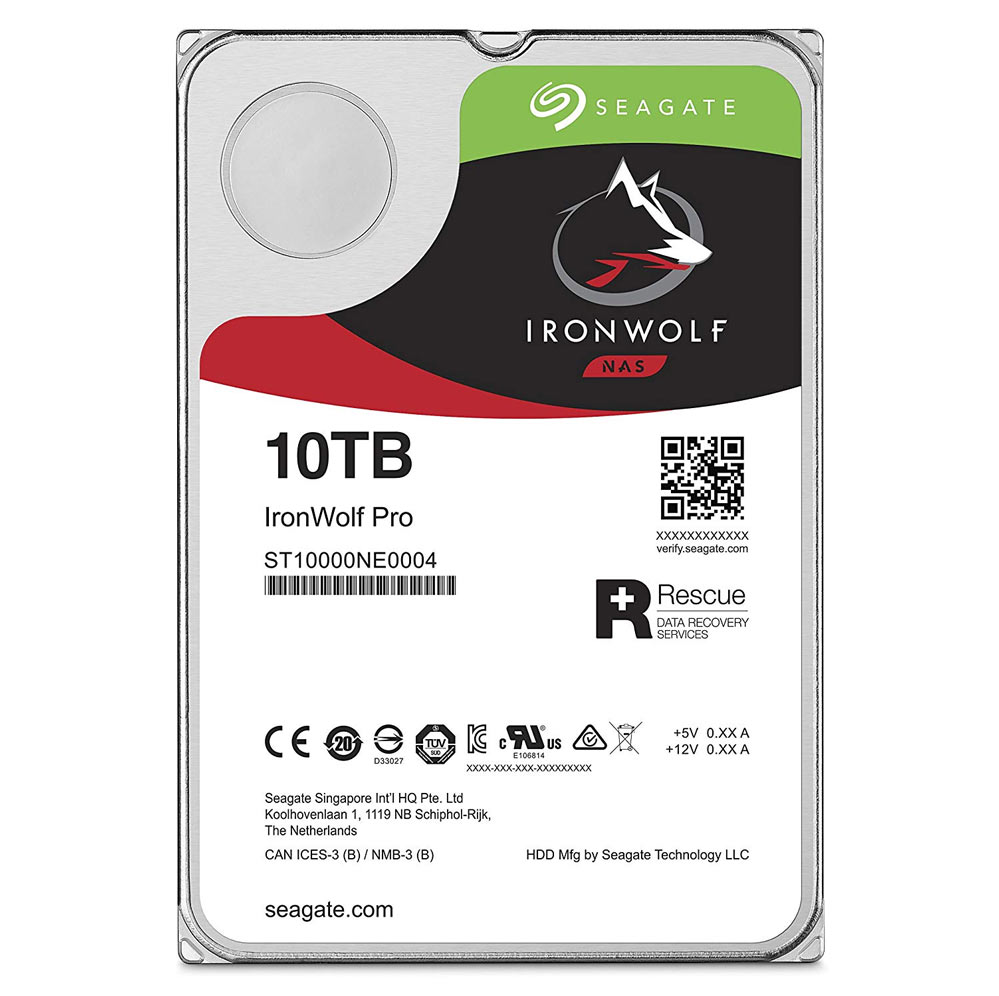 SEAGATE
IRONWOLF
NAS
10TB
IronWolf Pro
ST10000NE0004
XXXXXXXXXXXX
verify.seagate.com
R Rescue
DATA RECOVERY
SERVICES
CE 20 D33027 TÜV SÜD c RU US E106814
XXXX-XXX-XXX-XXXXXXXXX
+5V 0.XX A
+12V 0.XX A
Seagate Singapore Int'l HQ Pte. Ltd
Koolhovenlaan 1, 1119 NB Schiphol-Rijk,
The Netherlands
CAN ICES-3 (B) / NMB-3 (B)
HDD Mfg by Seagate Technology LLC
seagate.com